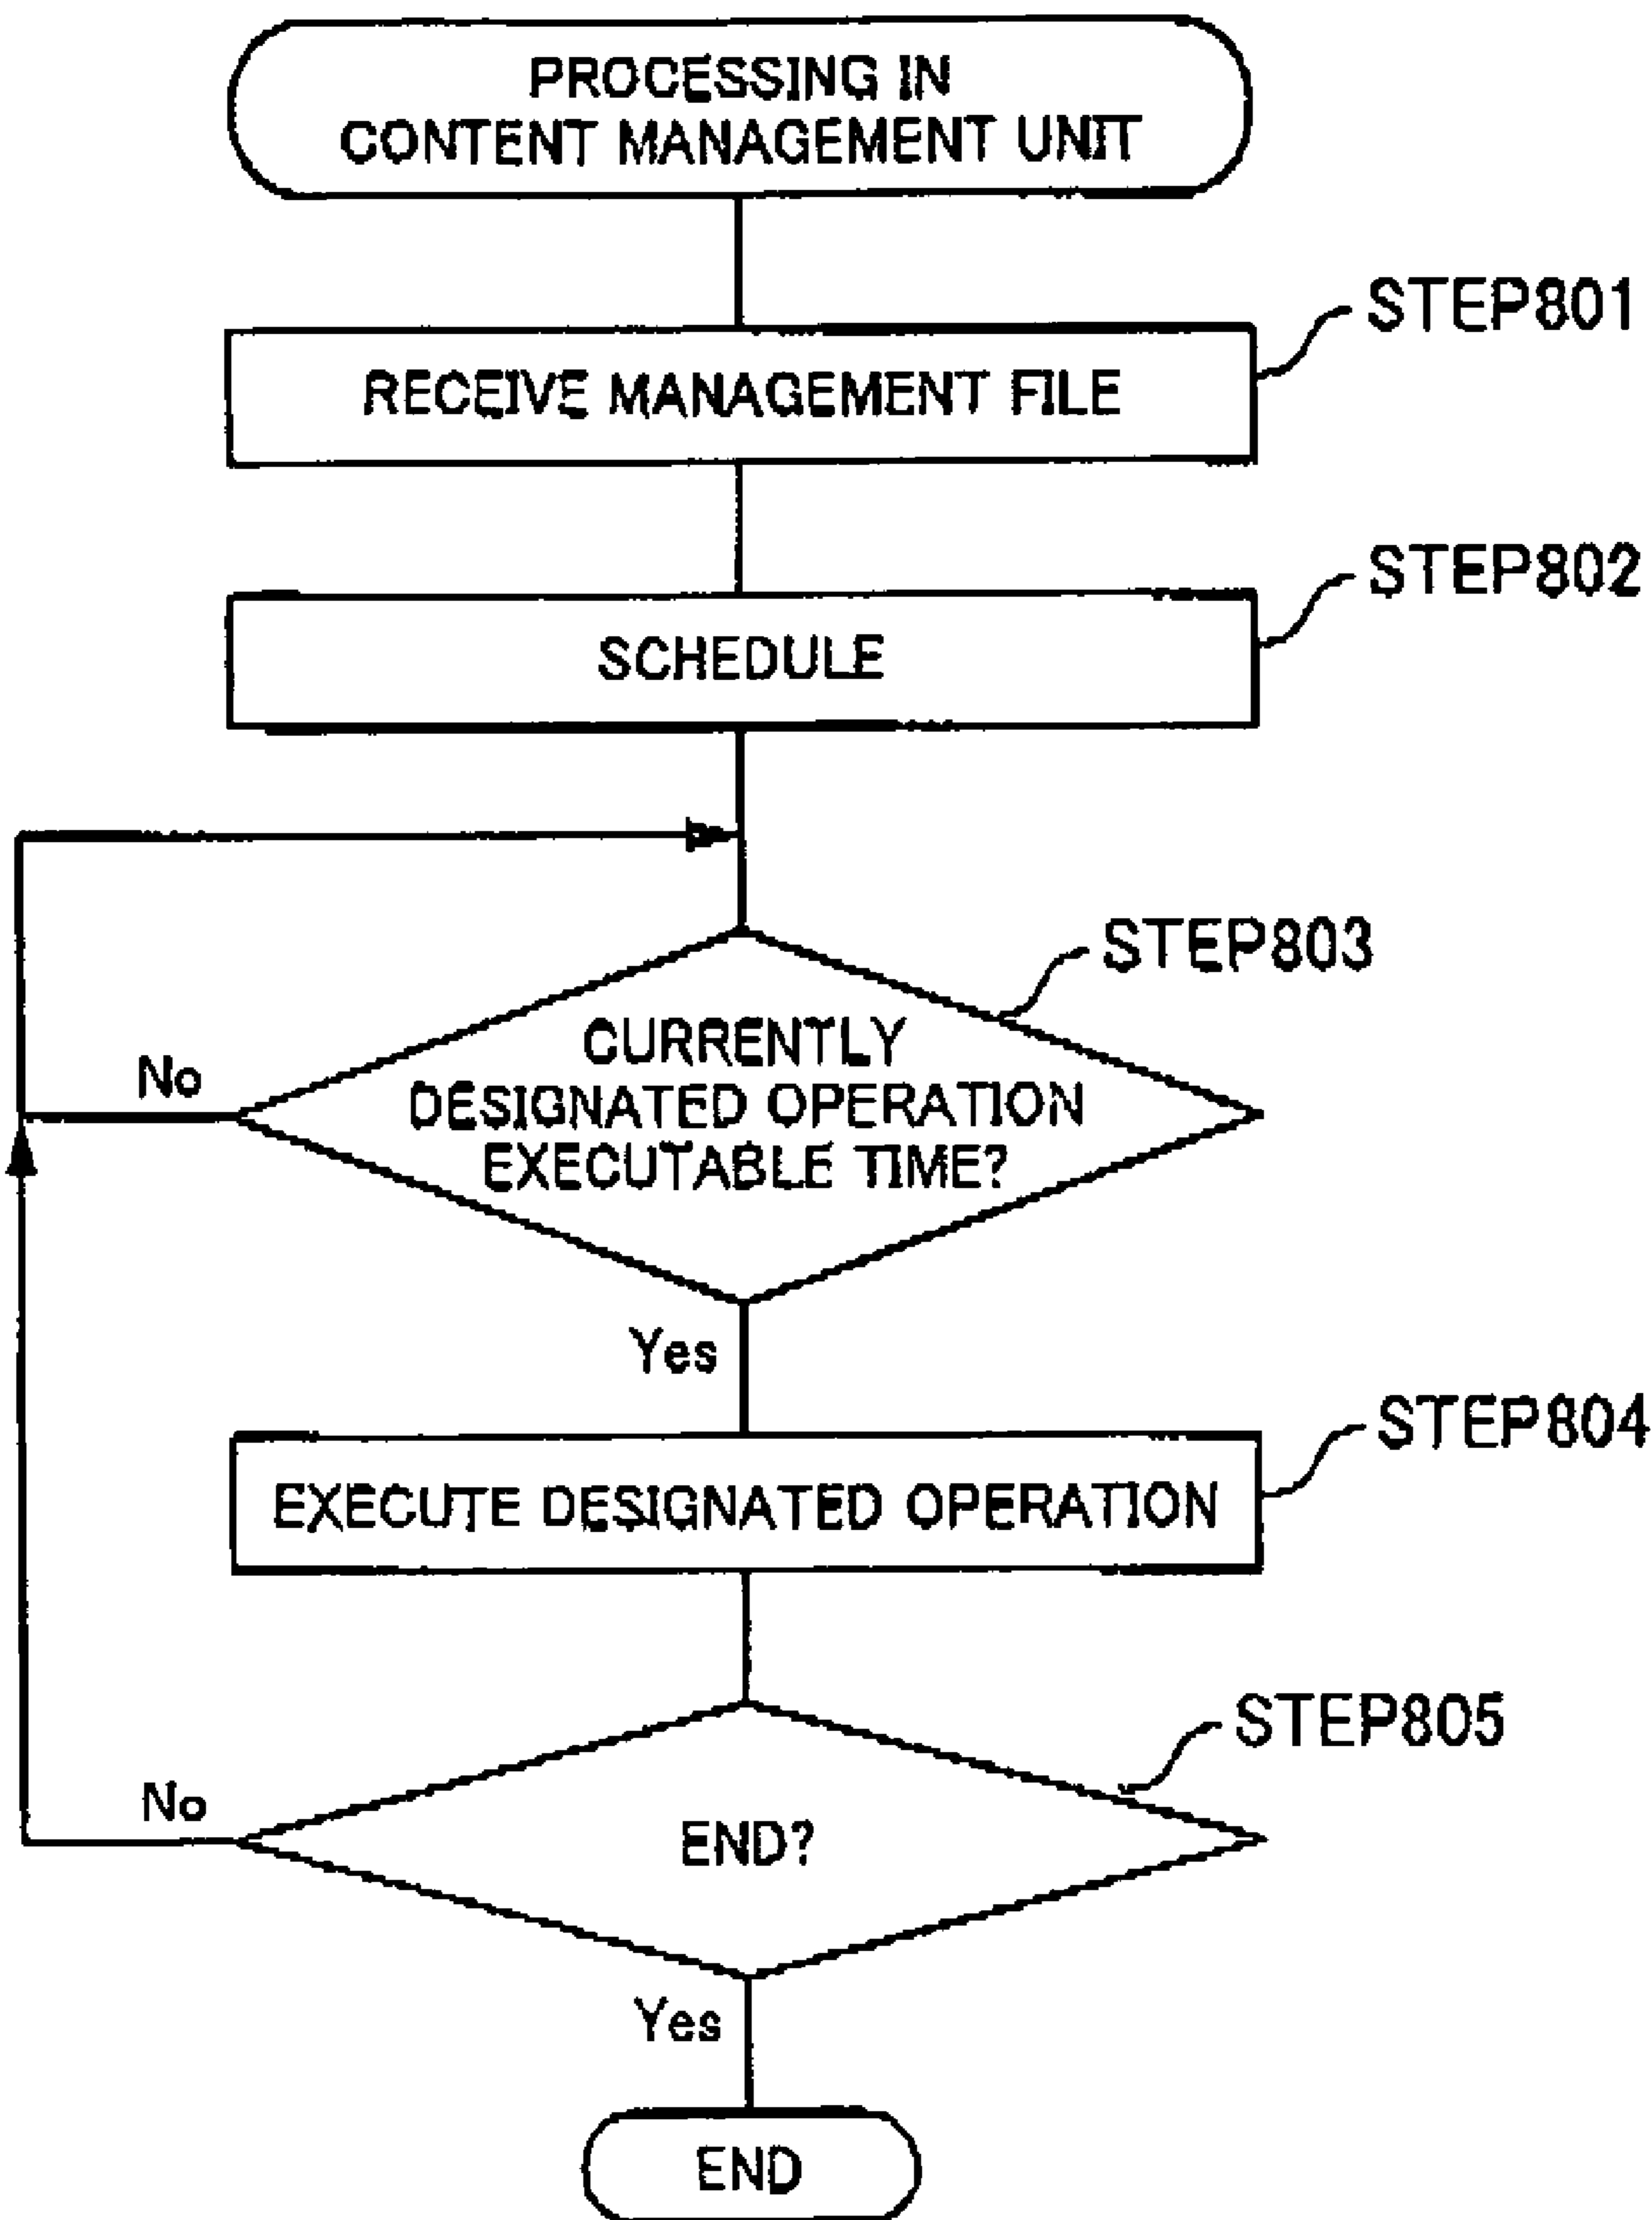 PROCESSING IN
CONTENT MANAGEMENT UNIT
STEP801
RECEIVE MANAGEMENT FILE
STEP802
SCHEDULE
STEP803
CURRENTLY
DESIGNATED OPERATION
EXECUTABLE TIME?
No
Yes
STEP804
EXECUTE DESIGNATED OPERATION
STEP805
END?
No
Yes
END